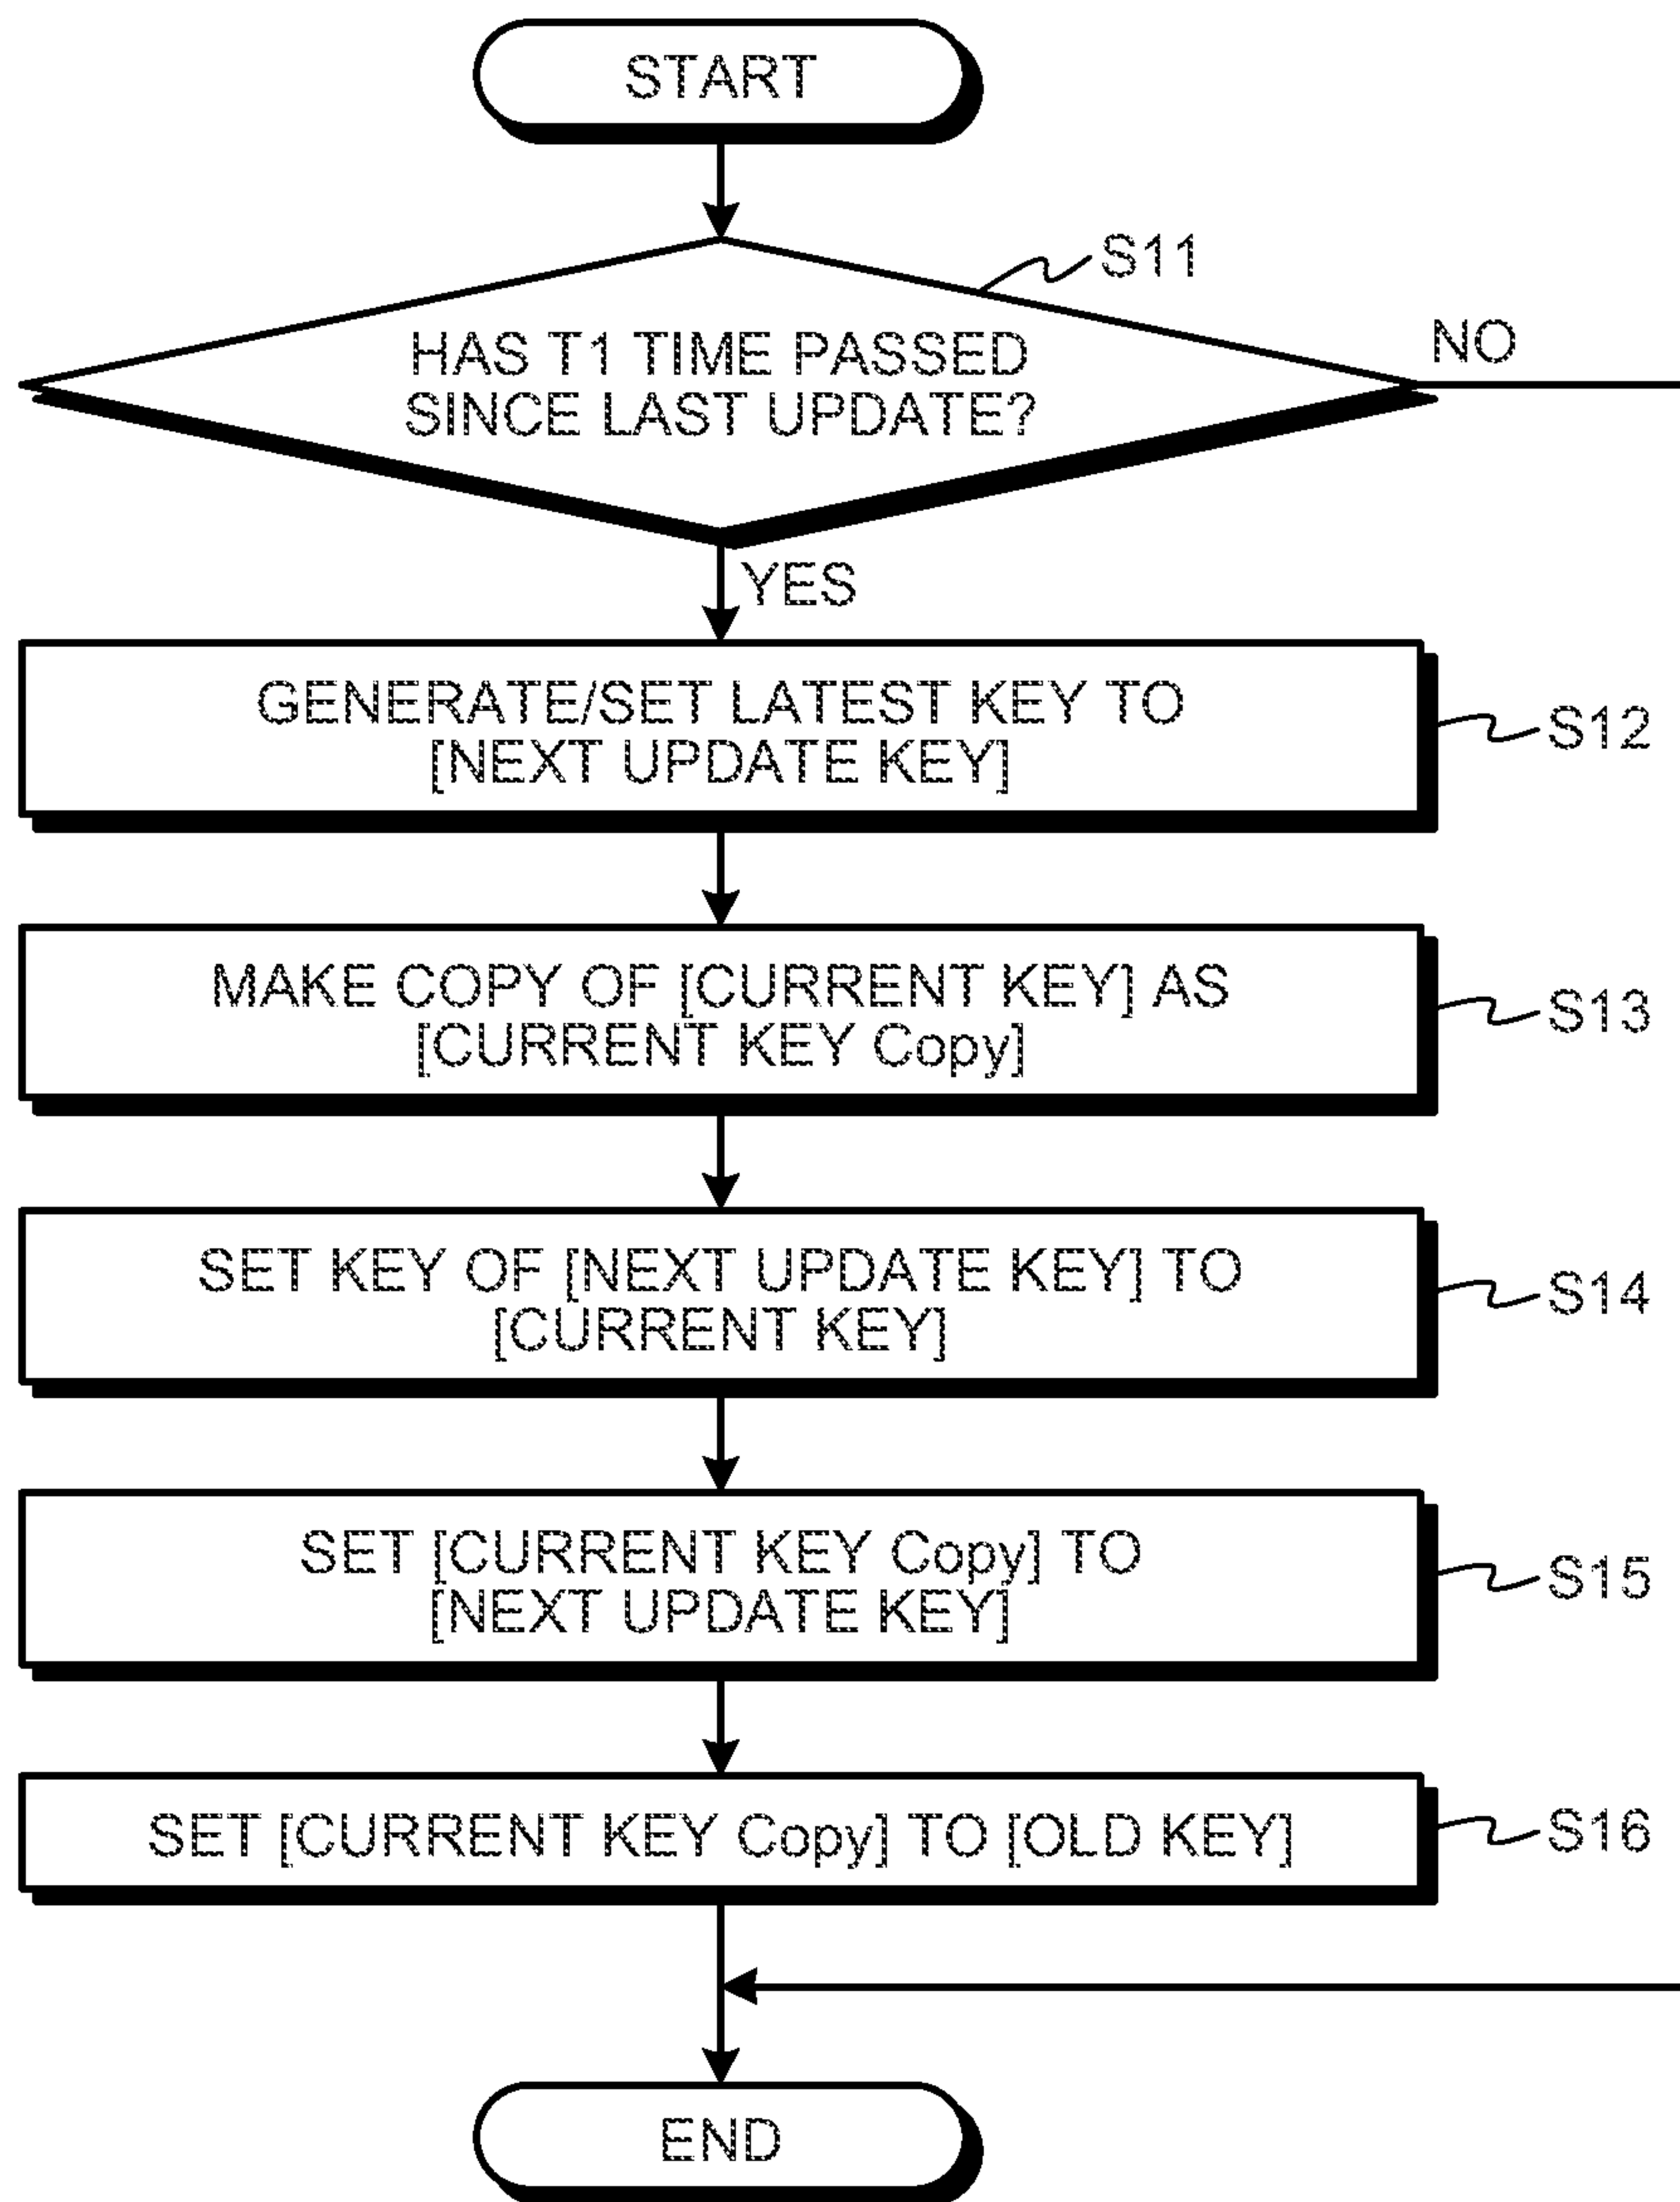 START
S11
HAS T1 TIME PASSED
SINCE LAST UPDATE?
NO
YES
GENERATE/SET LATEST KEY TO
[NEXT UPDATE KEY]
S12
MAKE COPY OF [CURRENT KEY] AS
[CURRENT KEY Copy]
S13
SET KEY OF [NEXT UPDATE KEY] TO
[CURRENT KEY]
S14
SET [CURRENT KEY Copy] TO
[NEXT UPDATE KEY]
S15
SET [CURRENT KEY Copy] TO [OLD KEY]
S16
END